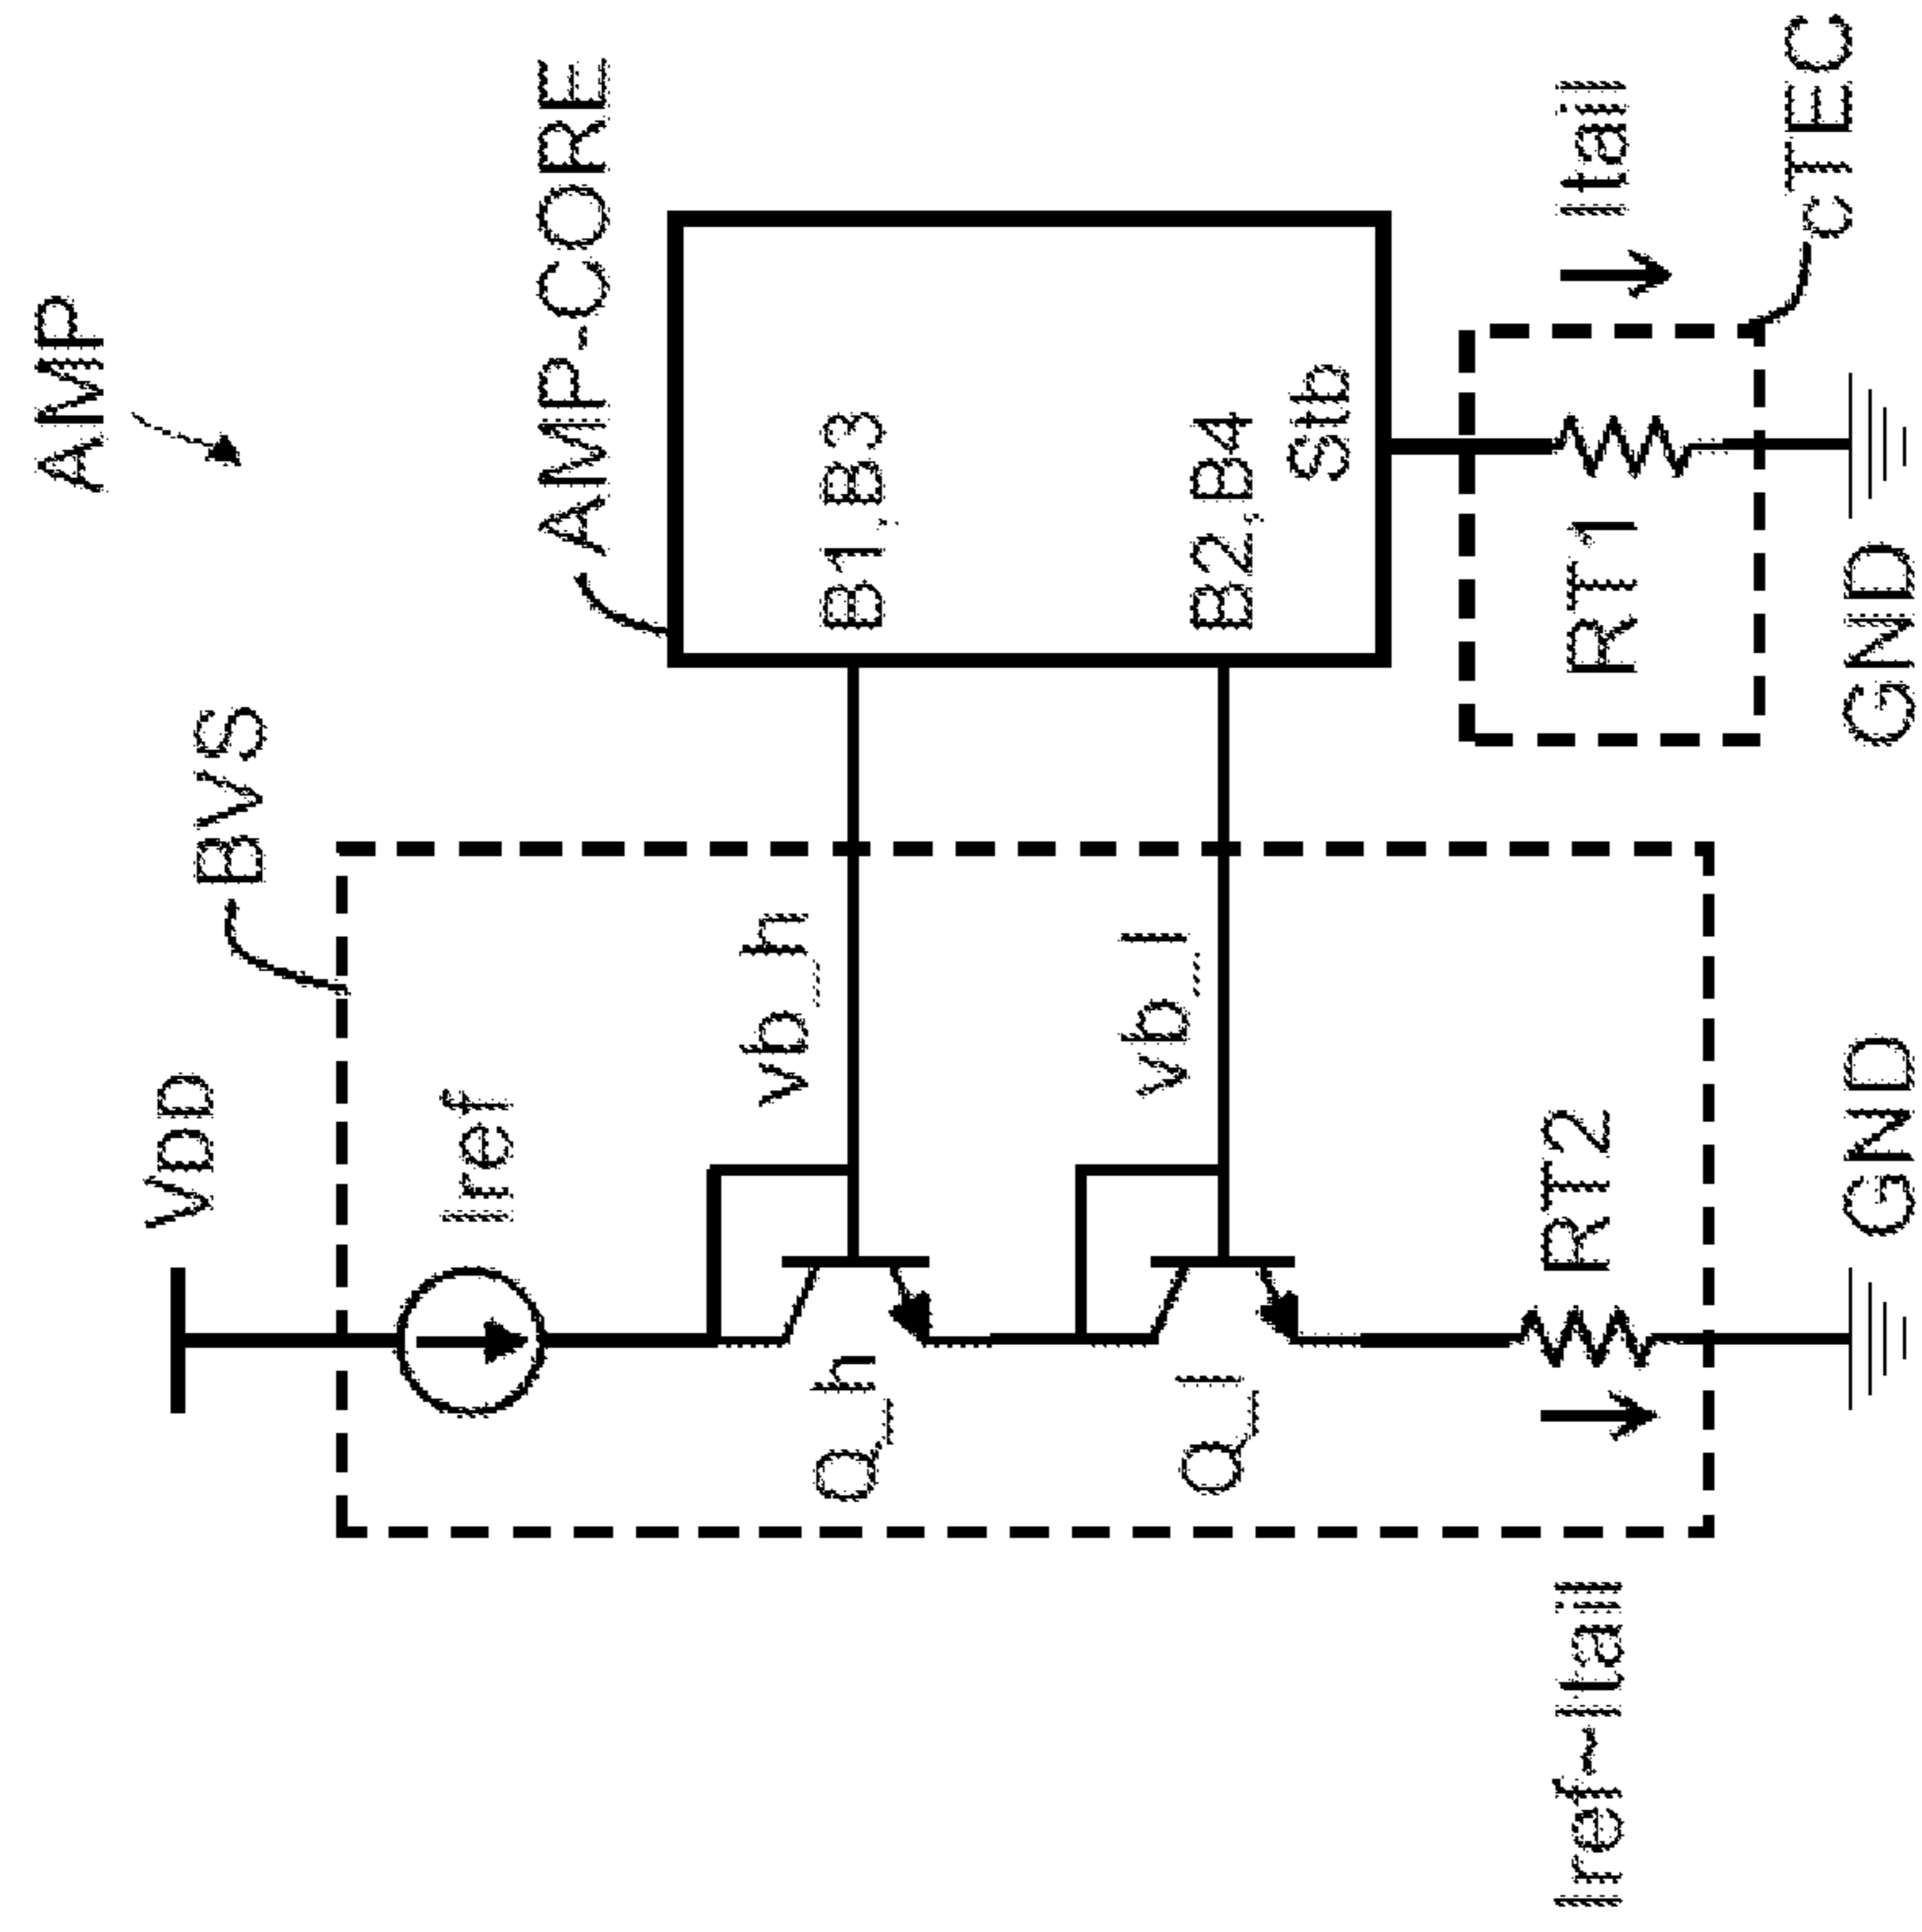 AMP
VDD
BVS
Iref
AMP-CORE
vb_h
B1, B3
Q_h
vb_l
B2, B4
Q_l
Stb
Iref~Itail
RT2
RT1
Itail
GND
GND
cTEC